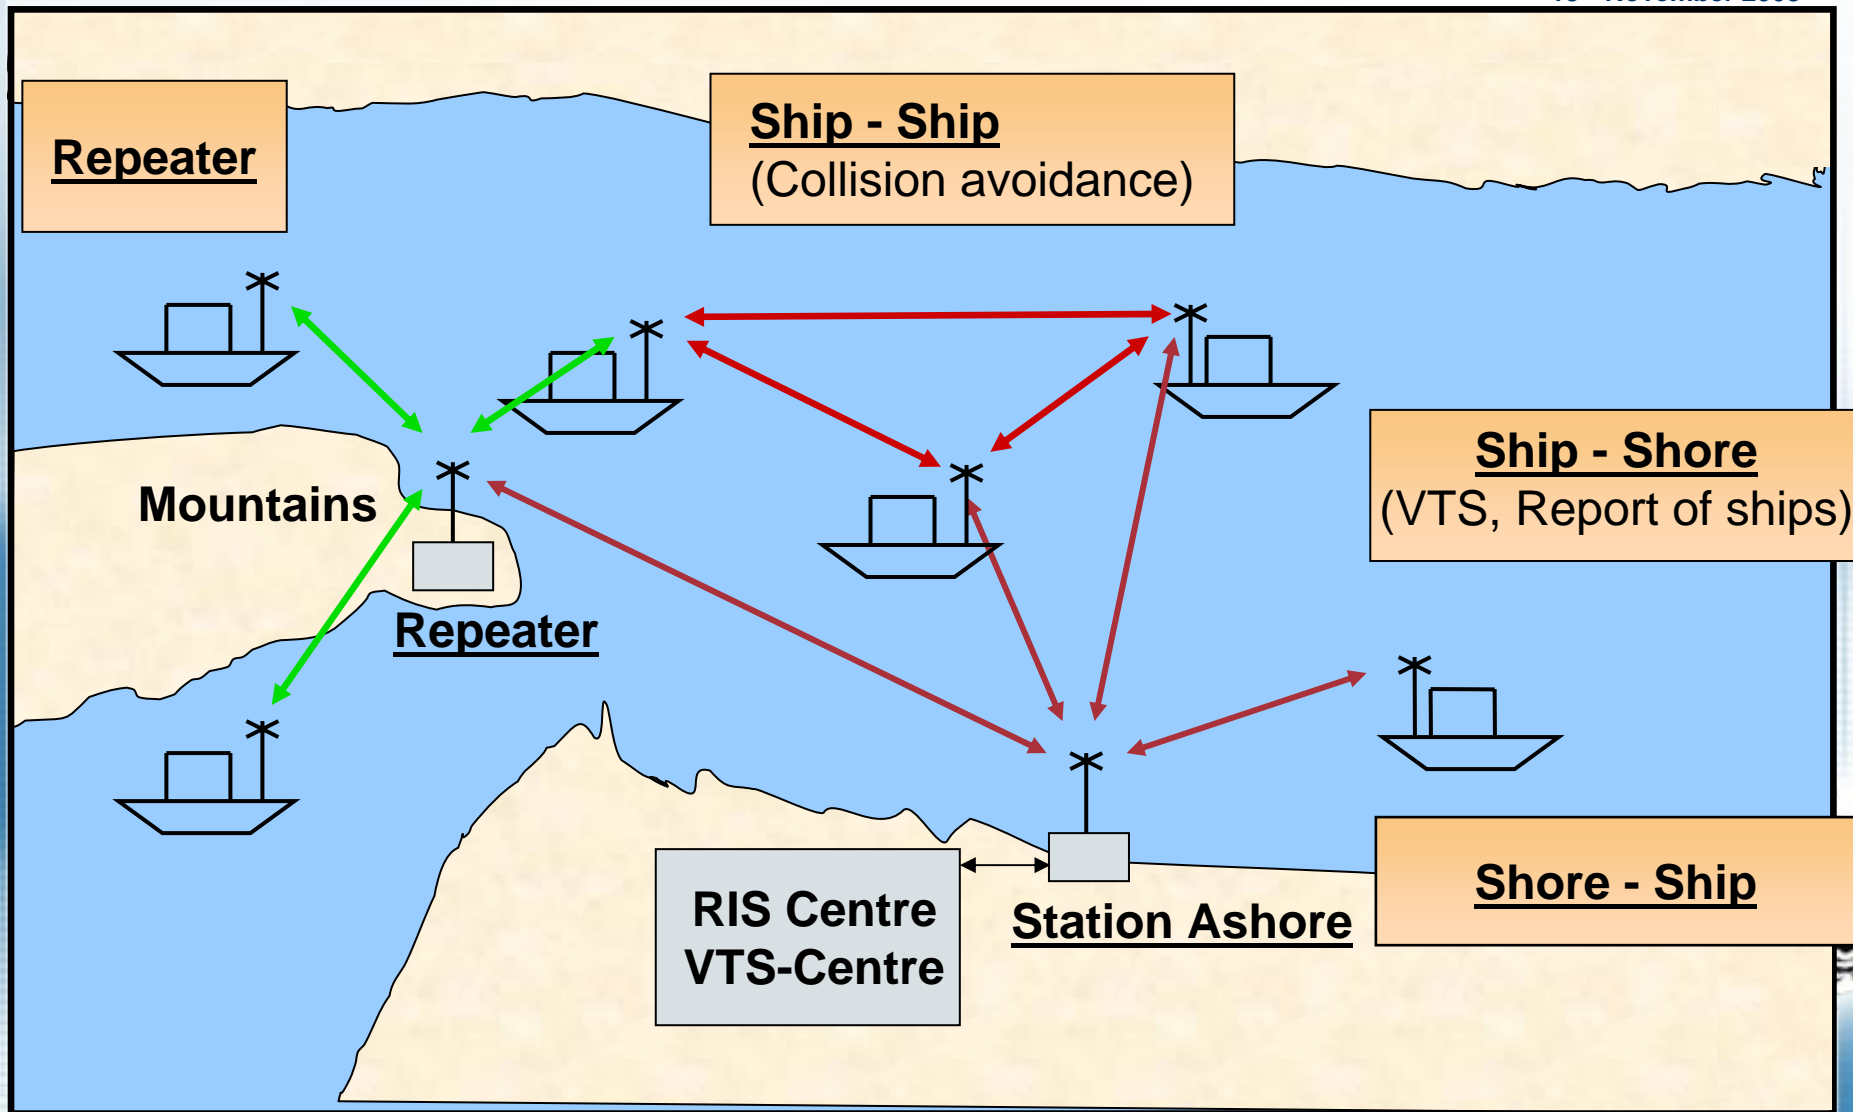 Repeater
Ship - Ship
(Collision avoidance)
Mountains
Ship - Shore
(VTS, Report of ships)
Repeater
RIS Centre
VTS-Centre
Station Ashore
Shore - Ship